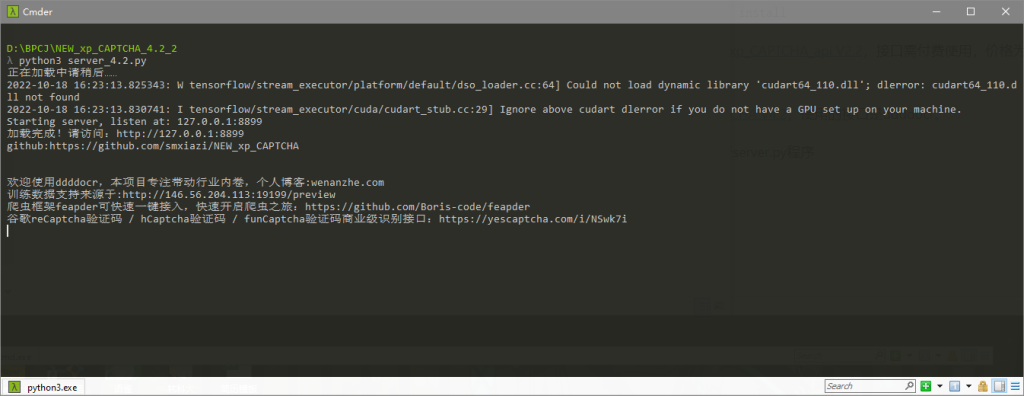 Cmder
D:\BPCJ\NEW_xp_CAPTCHA_4.2_2
λ python3 server_4.2.py
正在加载中请稍后……
2022-10-18 16:23:13.825343: W tensorflow/stream_executor/platform/default/dso_loader.cc:64] Could not load dynamic library 'cudart64_110.dll'; dlerror: cudart64_110.d
ll not found
2022-10-18 16:23:13.830741: I tensorflow/stream_executor/cuda/cudart_stub.cc:29] Ignore above cudart dlerror if you do not have a GPU set up on your machine.
Starting server, listen at: 127.0.0.1:8899
加载完成！请访问：http://127.0.0.1:8899
github:https://github.com/smxiazi/NEW_xp_CAPTCHA
欢迎使用ddddocr，本项目专注带动行业内卷，个人博客:wenanzhe.com
训练数据支持来源于:http://146.56.204.113:19199/preview
爬虫框架feapder可快速一键接入，快速开启爬虫之旅：https://github.com/Boris-code/feapder
谷歌reCaptcha验证码 / hCaptcha验证码 / funCaptcha验证码商业级识别接口：https://yescaptcha.com/i/NSwk7i
python3.exe
Search